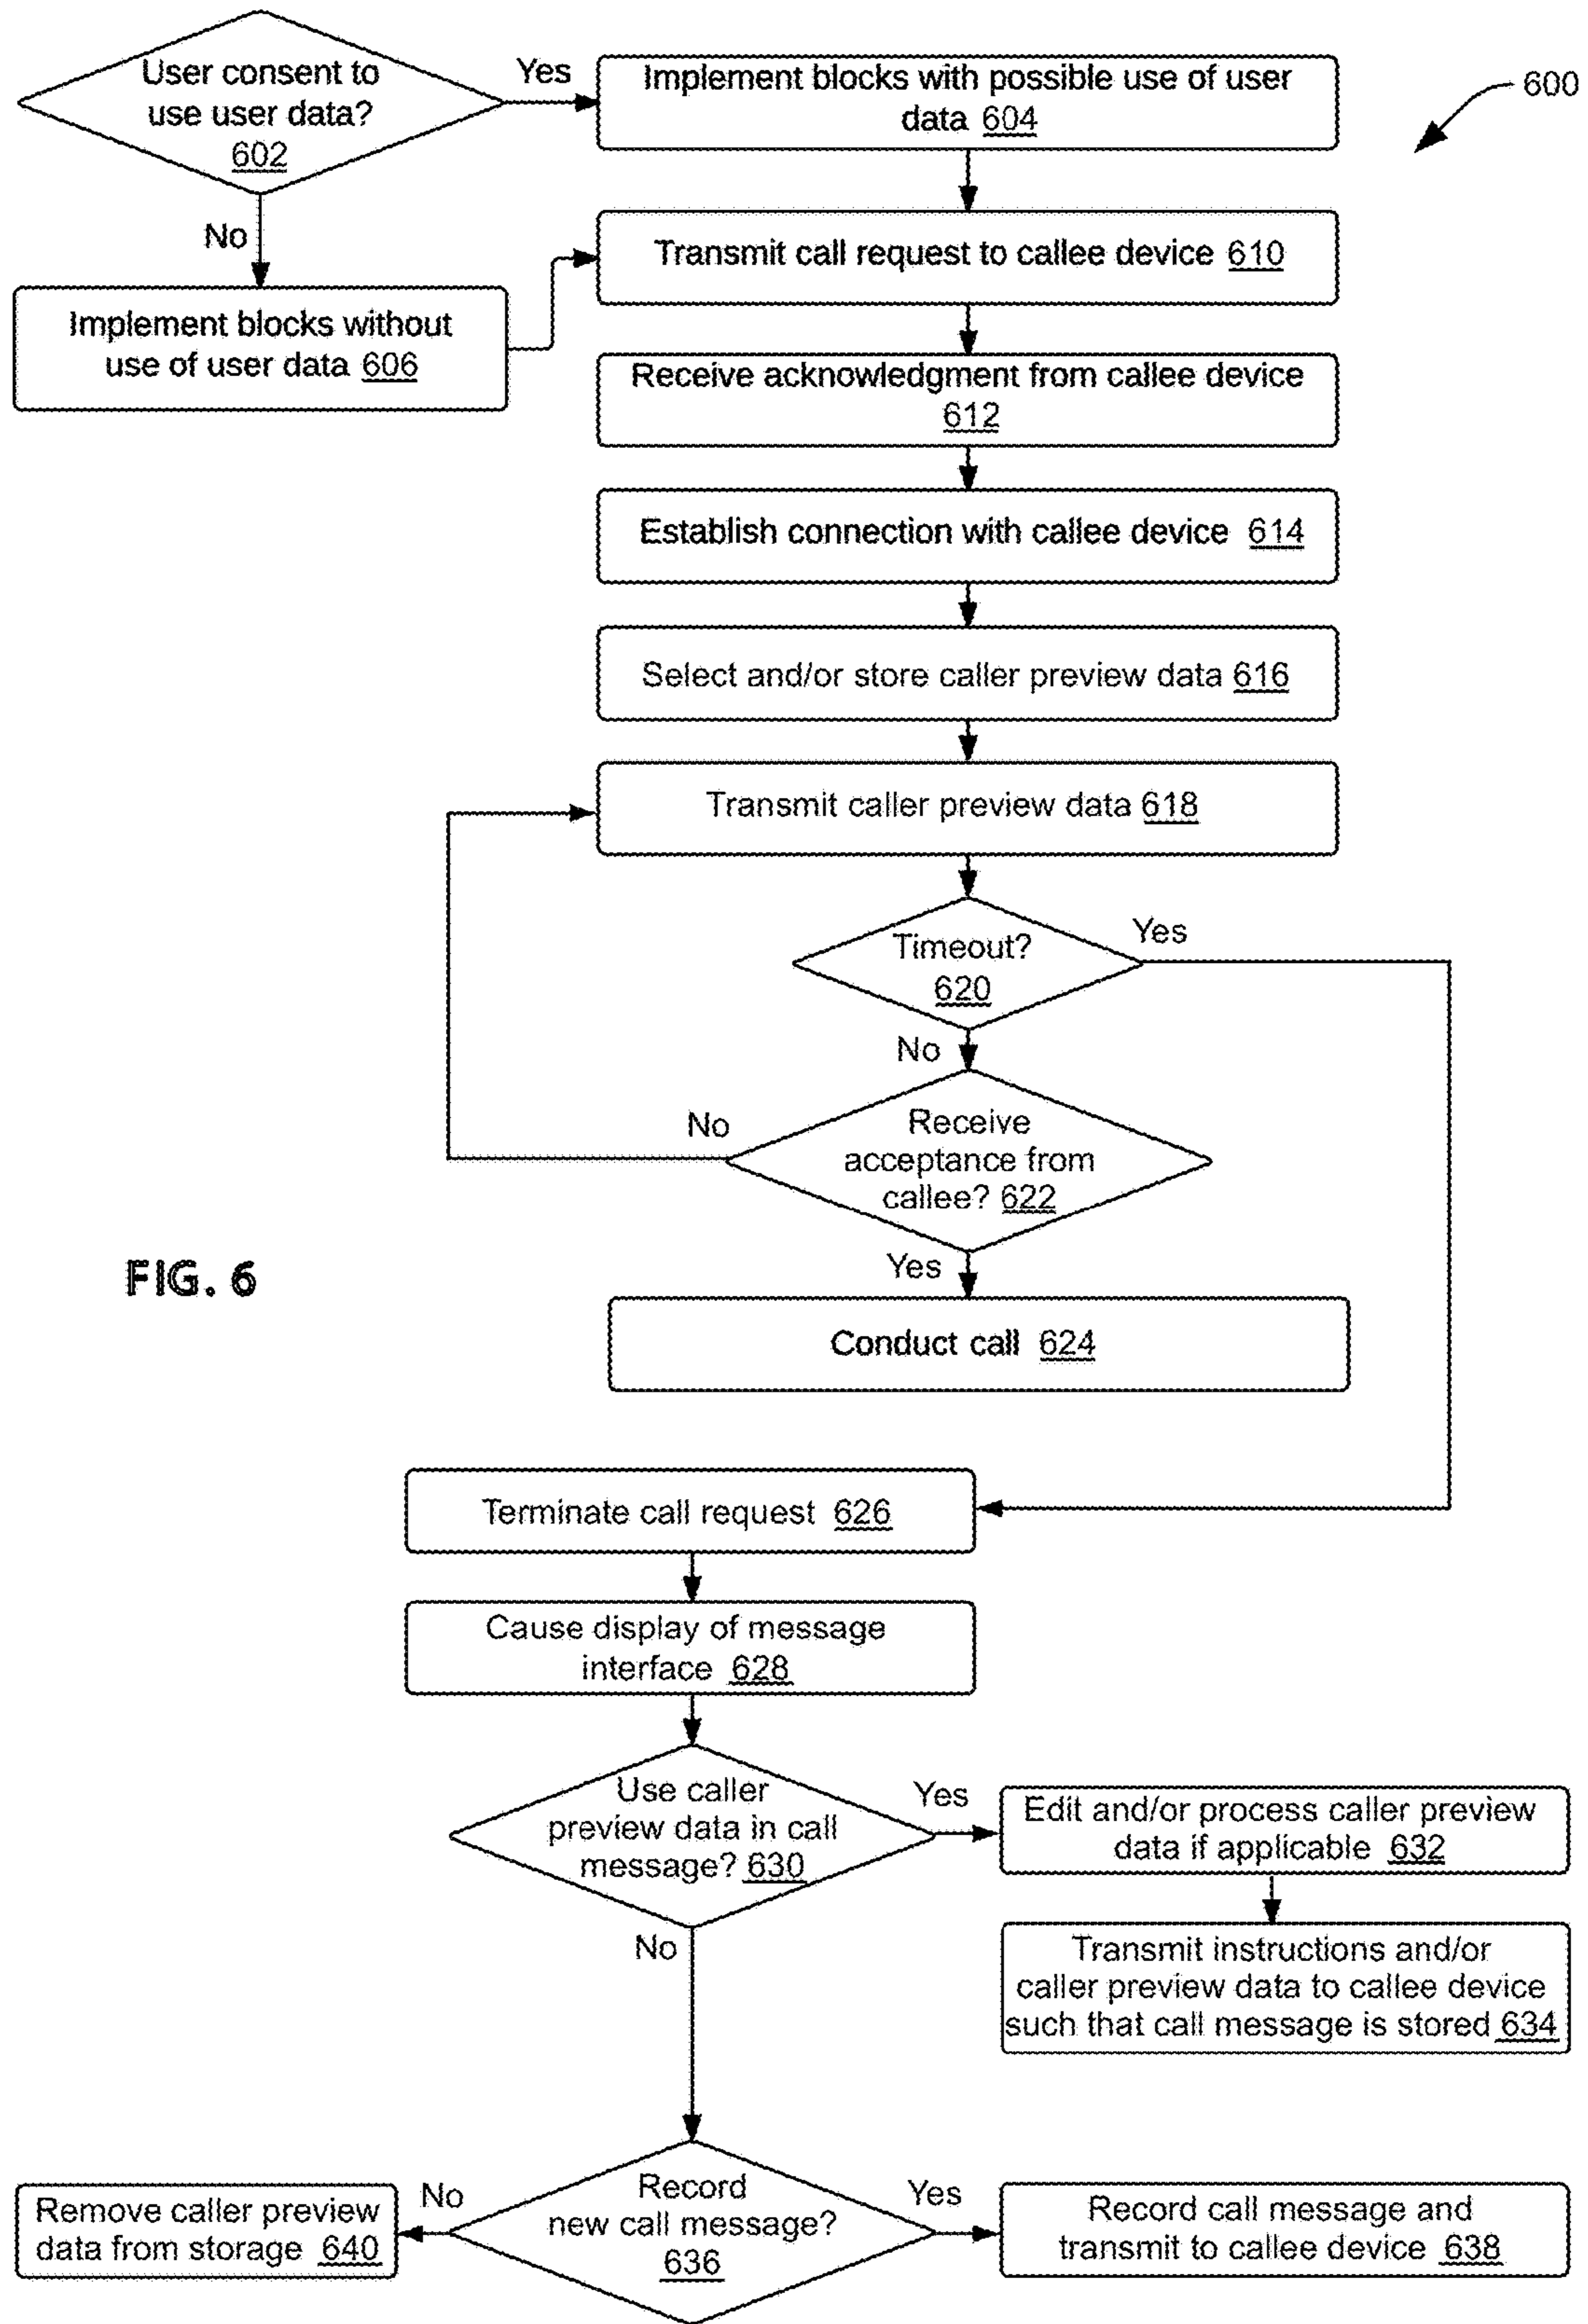 User consent to
use user data?
602
Yes
Implement blocks with possible use of user
data 604
600
No
Transmit call request to callee device 610
Implement blocks without
use of user data 606
Receive acknowledgment from callee device
612
Establish connection with callee device 614
Select and/or store caller preview data 616
Transmit caller preview data 618
Timeout?
620
Yes
No
Receive
acceptance from
callee? 622
No
Yes
FIG. 6
Conduct call 624
Terminate call request 626
Cause display of message
interface 628
Use caller
preview data in call
message? 630
Yes
Edit and/or process caller preview
data if applicable 632
No
Transmit instructions and/or
caller preview data to callee device
such that call message is stored 634
Record
new call message?
636
No
Yes
Remove caller preview
data from storage 640
Record call message and
transmit to callee device 638